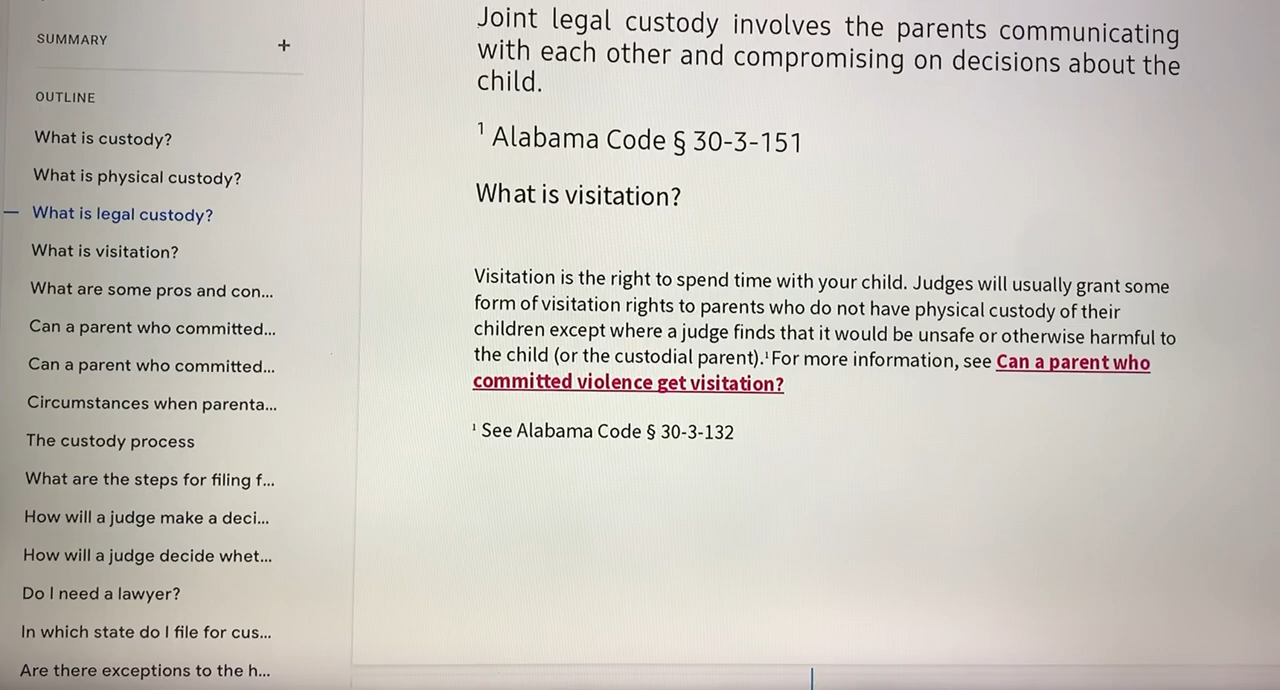 SUMMARY
+
OUTLINE
What is custody?
What is physical custody?
What is legal custody?
What is visitation?
What are some pros and con...
Can a parent who committed...
Can a parent who committed...
Circumstances when parenta...
The custody process
What are the steps for filing f...
How will a judge make a deci...
How will a judge decide whet...
Do I need a lawyer?
In which state do I file for cus...
Are there exceptions to the h...
Joint legal custody involves the parents communicating
with each other and compromising on decisions about the
child.
¹ Alabama Code § 30-3-151
What is visitation?
Visitation is the right to spend time with your child. Judges will usually grant some
form of visitation rights to parents who do not have physical custody of their
children except where a judge finds that it would be unsafe or otherwise harmful to
the child (or the custodial parent).¹ For more information, see Can a parent who
committed violence get visitation?
¹ See Alabama Code § 30-3-132